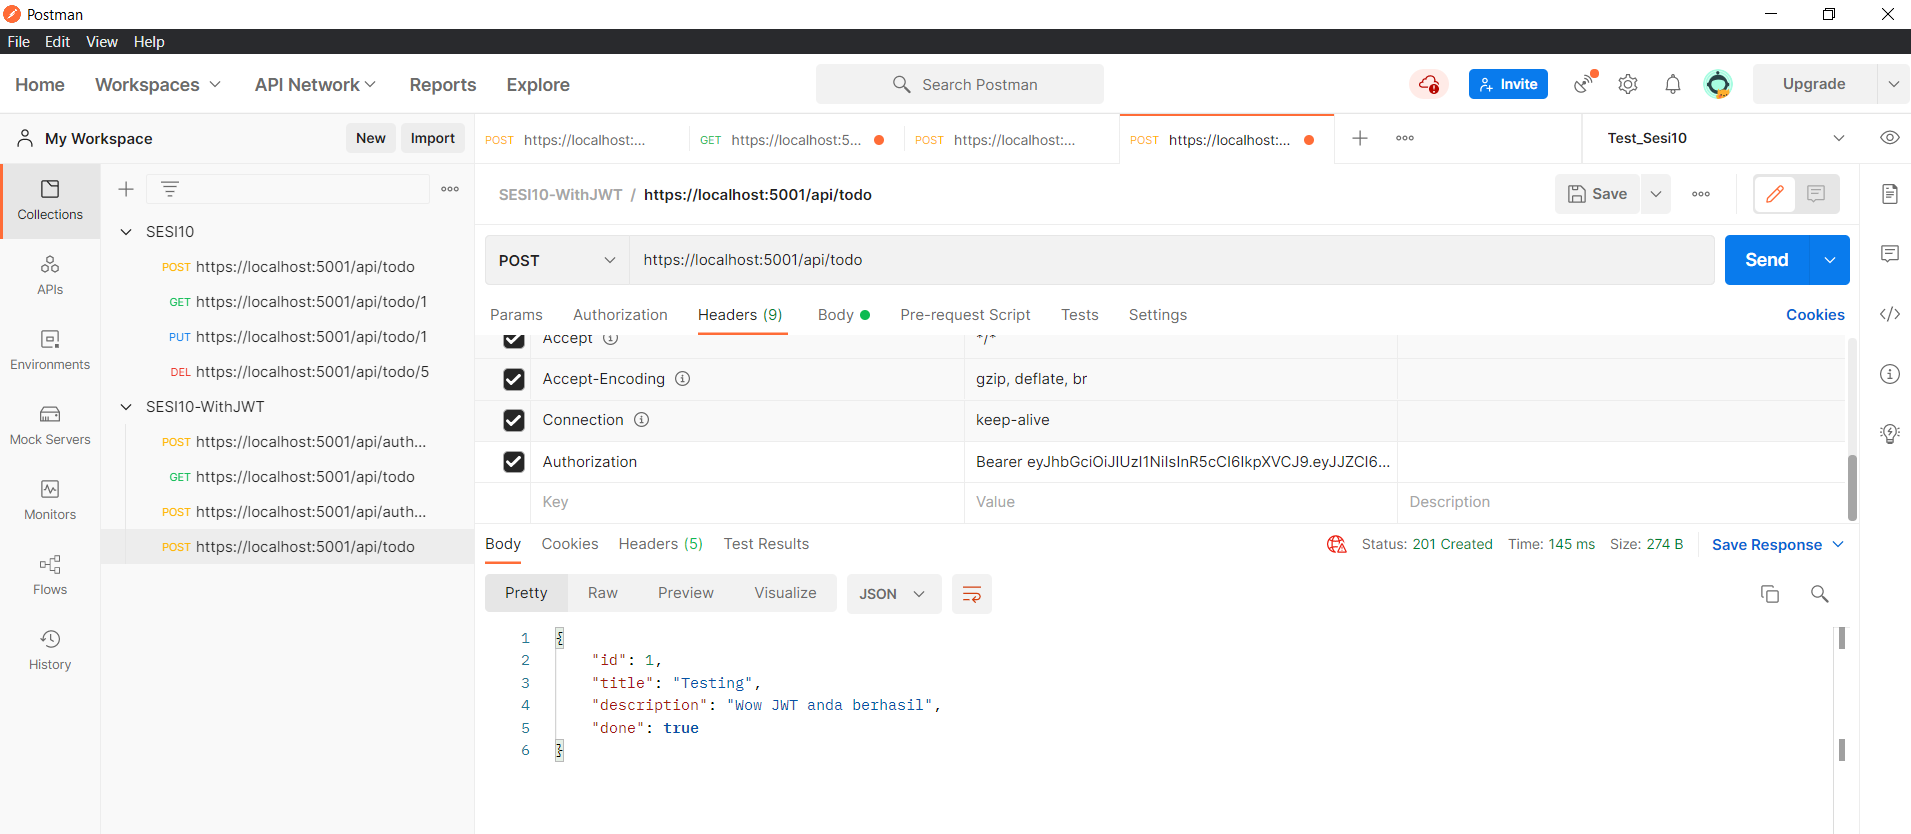 Postman
File Edit View Help
Home Workspaces API Network Reports Explore Search Postman Invite Upgrade
My Workspace New Import POST https://localhost:... GET https://localhost:5... POST https://localhost:... POST https://localhost:... Test_Sesi10
Collections
APIs
Environments
Mock Servers
Monitors
Flows
History
SESI10
POST https://localhost:5001/api/todo
GET https://localhost:5001/api/todo/1
PUT https://localhost:5001/api/todo/1
DEL https://localhost:5001/api/todo/5
SESI10-WithJWT
POST https://localhost:5001/api/auth...
GET https://localhost:5001/api/todo
POST https://localhost:5001/api/auth...
POST https://localhost:5001/api/todo
SESI10-WithJWT / https://localhost:5001/api/todo Save
POST https://localhost:5001/api/todo Send
Params Authorization Headers (9) Body Pre-request Script Tests Settings Cookies
Accept */*
Accept-Encoding gzip, deflate, br
Connection keep-alive
Authorization Bearer eyJhbGciOiJIUzI1NiIsInR5cCI6IkpXVCJ9.eyJJZCI6...
Key Value Description
Body Cookies Headers (5) Test Results Status: 201 Created Time: 145 ms Size: 274 B Save Response
Pretty Raw Preview Visualize JSON
1 {
2 "id": 1,
3 "title": "Testing",
4 "description": "Wow JWT anda berhasil",
5 "done": true
6 }